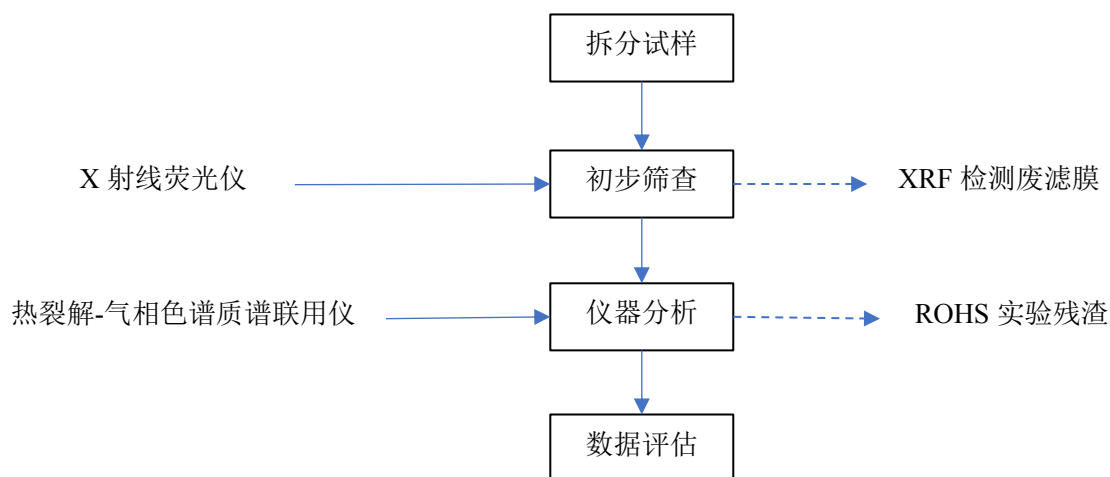 拆分试样
X 射线荧光仪
初步筛查
XRF 检测废滤膜
热裂解-气相色谱质谱联用仪
仪器分析
ROHS 实验残渣
数据评估